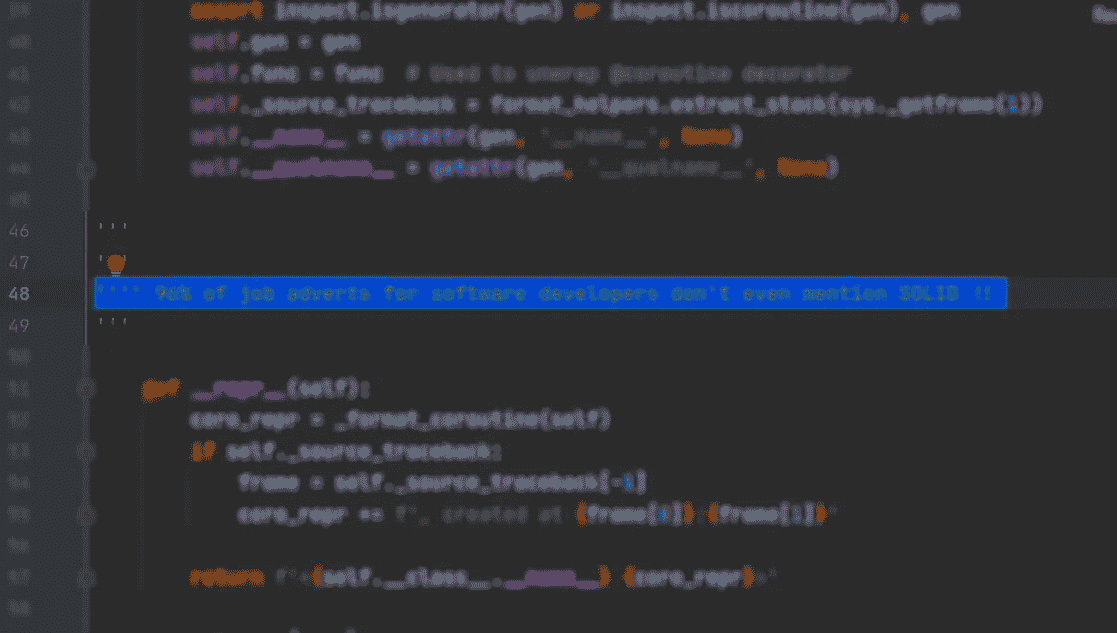 39 assert inspect.isgenerator(gen) or inspect.iscoroutine(gen), gen
40 self.gen = gen
41 self.func = func # Used to unwrap @coroutine decorator
42 self._source_traceback = format_helpers.extract_stack(sys._getframe(1))
43 self.__name__ = getattr(gen, '__name__', None)
44 self.__qualname__ = getattr(gen, '__qualname__', None)
45
46 '''
47
48 '''' 96% of job adverts for software developers don't even mention SOLID !!
49 '''
50
51 def __repr__(self):
52 coro_repr = _format_coroutine(self)
53 if self._source_traceback:
54 frame = self._source_traceback[-1]
55 coro_repr += f', created at {frame[0]}:{frame[1]}'
56
57 return f'<{self.__class__.__name__} {coro_repr}>'
58